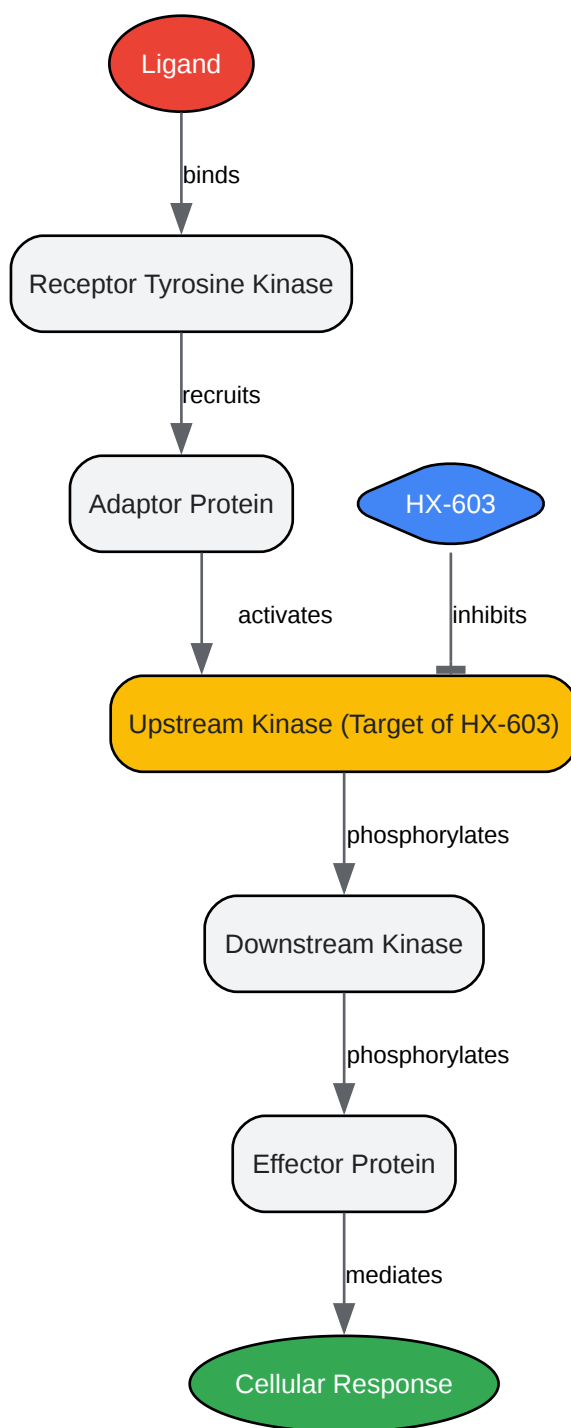 Ligand
binds
Receptor Tyrosine Kinase
recruits
Adaptor Protein
HX-603
activates
inhibits
Upstream Kinase (Target of HX-603)
phosphorylates
Downstream Kinase
phosphorylates
Effector Protein
mediates
Cellular Response